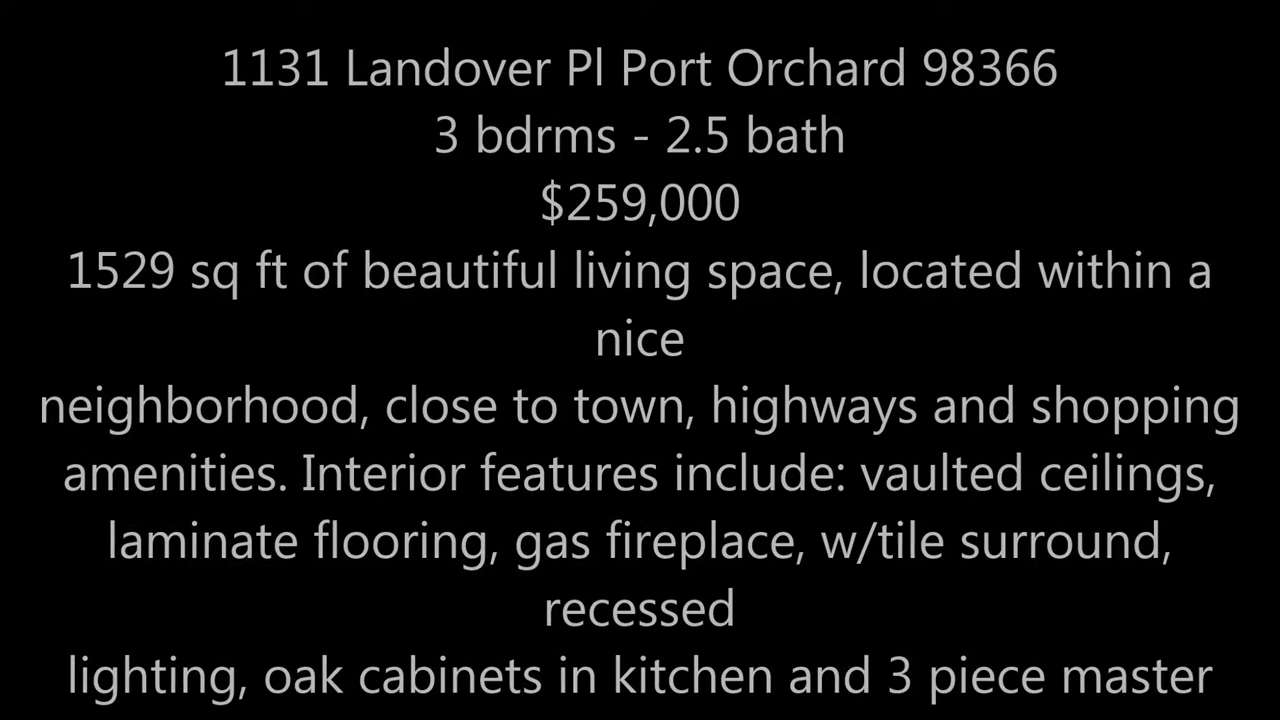 1131 Landover Pl Port Orchard 98366
3 bdrms - 2.5 bath
$259,000
1529 sq ft of beautiful living space, located within a
nice
neighborhood, close to town, highways and shopping
amenities. Interior features include: vaulted ceilings,
laminate flooring, gas fireplace, w/tile surround,
recessed
lighting, oak cabinets in kitchen and 3 piece master